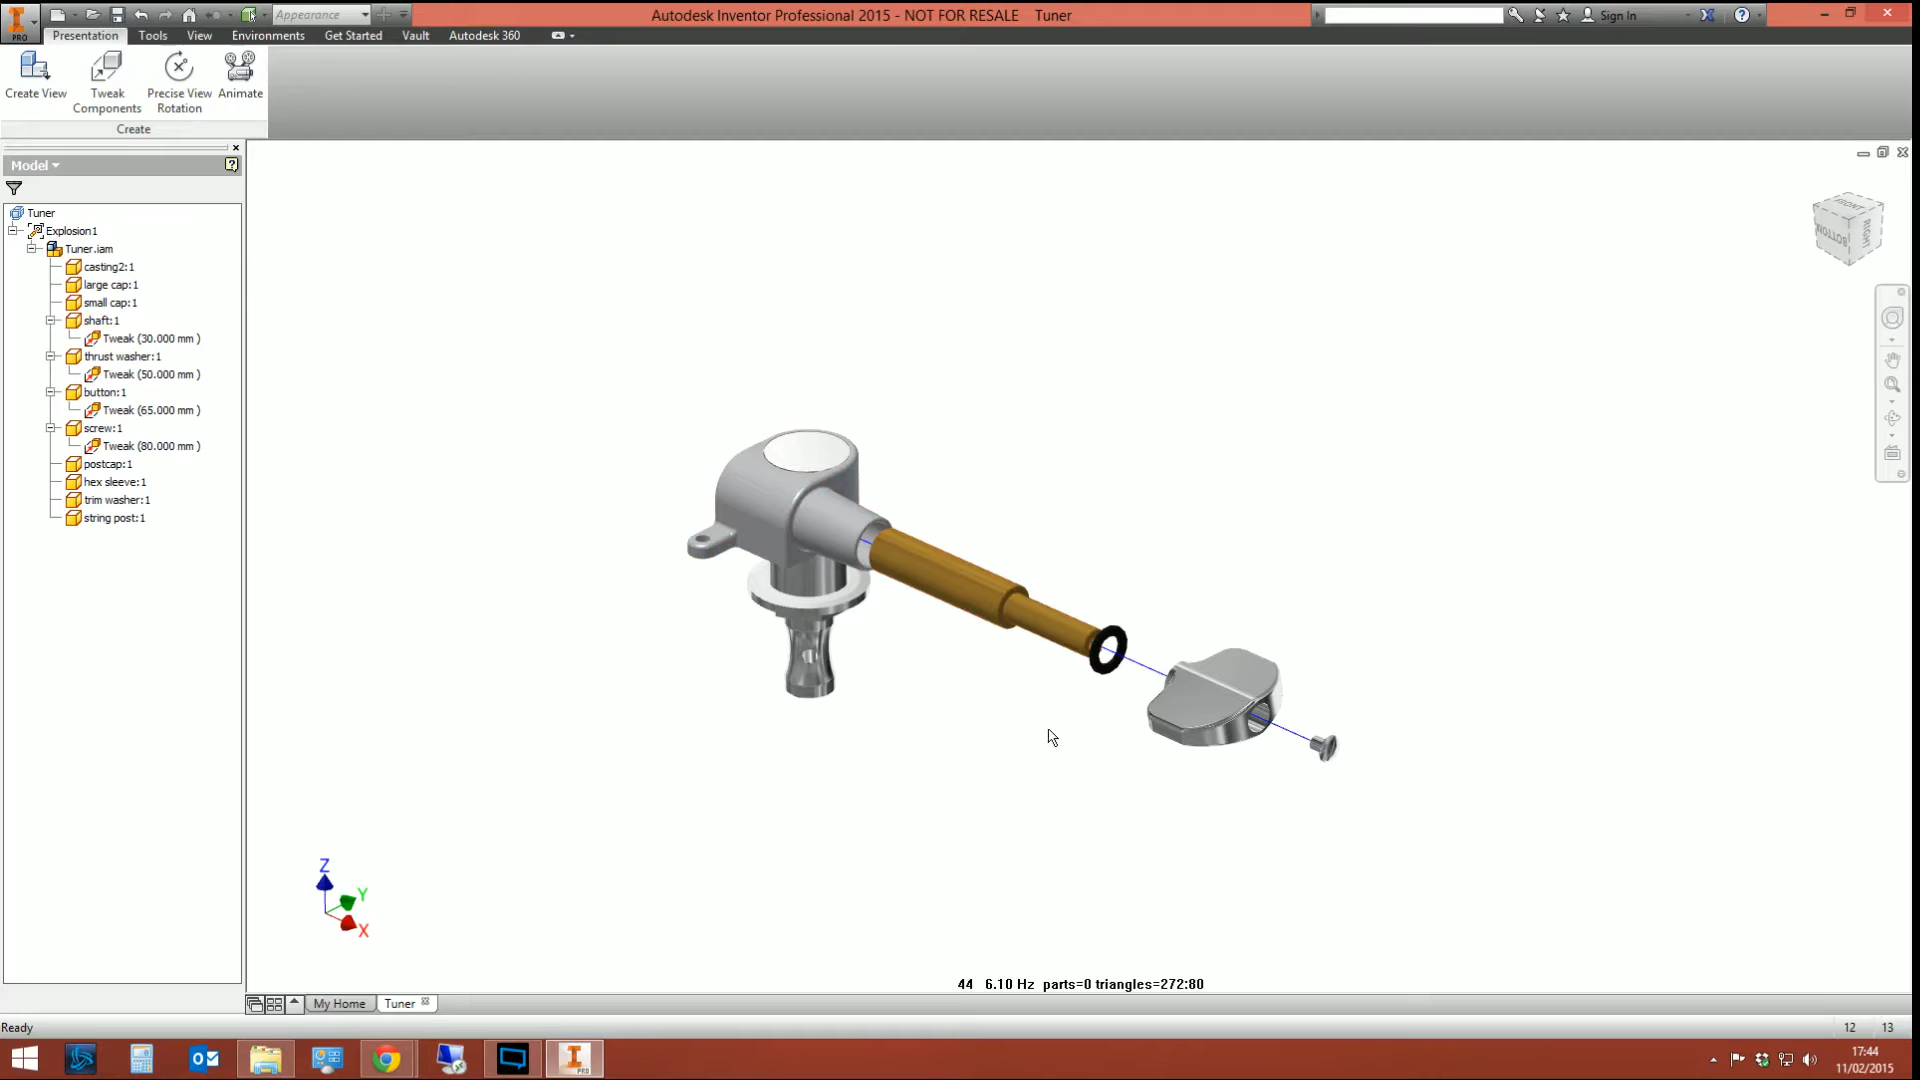 Appearance
Autodesk Inventor Professional 2015 - NOT FOR RESALE Tuner
Sign In
PRO
Presentation Tools View Environments Get Started Vault Autodesk 360
Create View
Tweak Components
Precise View Rotation
Animate
Create
Model
Tuner
Explosion1
Tuner.iam
casting2:1
large cap:1
small cap:1
shaft:1
Tweak (30.000 mm )
thrust washer:1
Tweak (50.000 mm )
button:1
Tweak (65.000 mm )
screw:1
Tweak (80.000 mm )
postcap:1
hex sleeve:1
trim washer:1
string post:1
FRONT
BOTTOM
RIGHT
Z
Y
X
44 6.10 Hz parts=0 triangles=272:80
My Home Tuner
Ready
12 13
17:44
11/02/2015